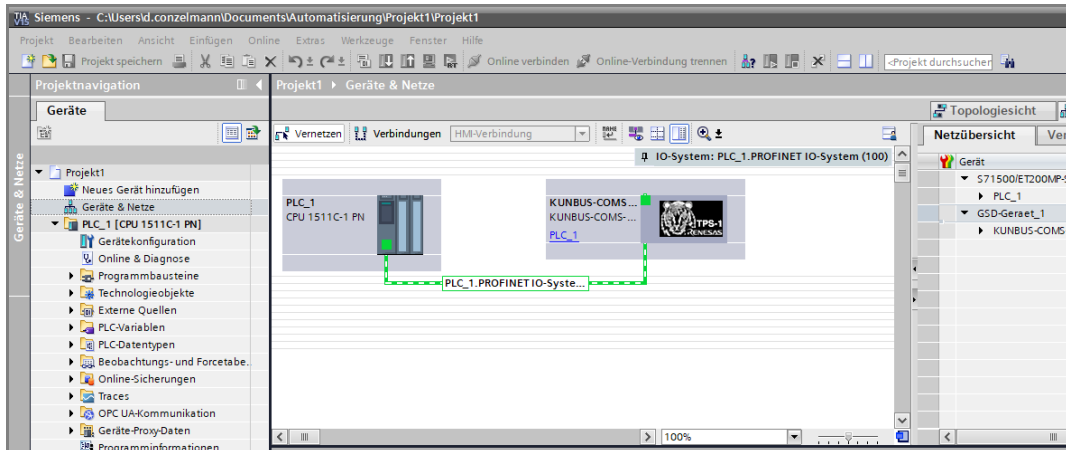 Siemens - C:\Users\d.conzelmann\Documents\Automatisierung\Projekt1\Projekt1
Projekt Bearbeiten Ansicht Einfügen Online Extras Werkzeuge Fenster Hilfe
Projekt speichern Online verbinden Online-Verbindung trennen <Projekt durchsuchen
Projektnavigation
Projekt1 Geräte & Netze
Geräte
Topologiesicht
Vernetzen Verbindungen HMI-Verbindung
Netzübersicht Ver
IO-System: PLC_1.PROFINET IO-System (100)
Geräte & Netze
Projekt1
Neues Gerät hinzufügen
Geräte & Netze
PLC_1 [CPU 1511C-1 PN]
Gerätekonfiguration
Online & Diagnose
Programmbausteine
Technologieobjekte
Externe Quellen
PLC-Variablen
PLC-Datentypen
Beobachtungs- und Forcetabe...
Online-Sicherungen
Traces
OPC UA-Kommunikation
Geräte-Proxy-Daten
Programminformationen
PLC_1
CPU 1511C-1 PN
KUNBUS-COMS...
KUNBUS-COMS-...
PLC_1
TPS-1
RENESAS
PLC_1.PROFINET IO-Syste...
100%
Gerät
S71500/ET200MP-S
PLC_1
GSD-Geraet_1
KUNBUS-COMS